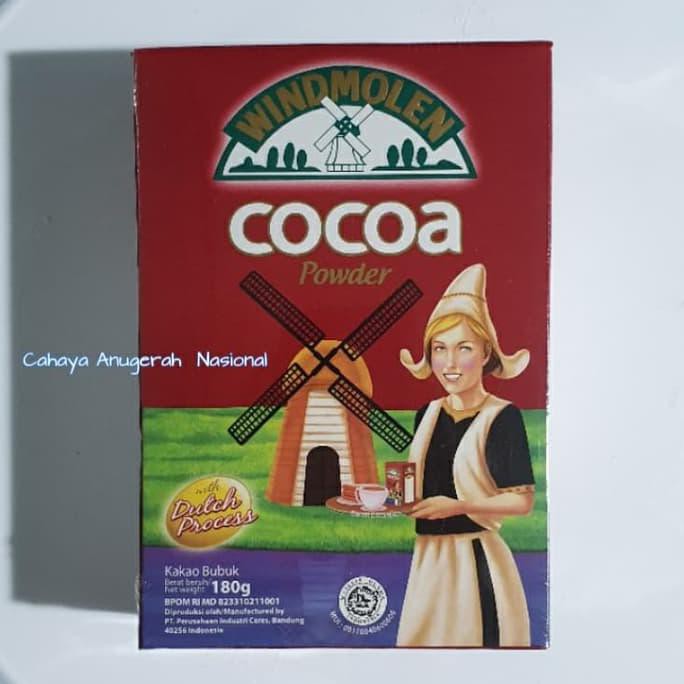 WINDMOLEN
cocoa
Powder
Cahaya Anugerah Nasional
with
Dutch
Process
Kakao Bubuk
Berat bersih/
Net weight 180g
BPOM RI MD 823310211001
Diproduksi oleh/Manufactured by
PT. Perusahaan Industri Ceres, Bandung
40256 Indonesia